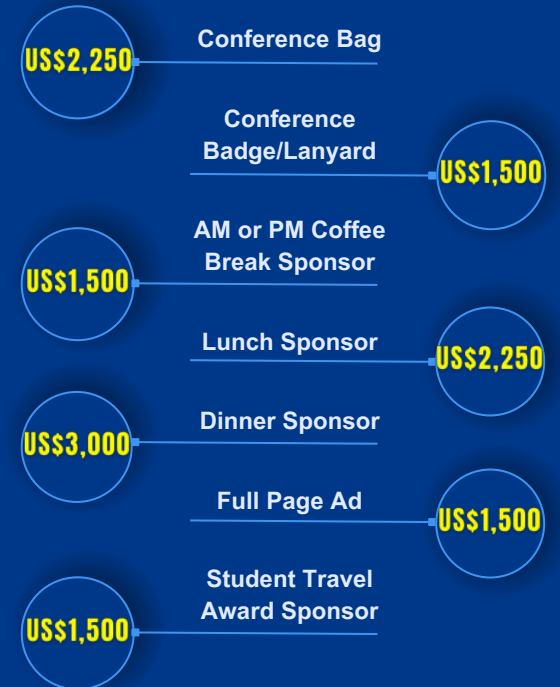 Conference Bag
US$2,250
Conference
Badge/Lanyard
US$1,500
AM or PM Coffee
Break Sponsor
US$1,500
Lunch Sponsor
US$2,250
Dinner Sponsor
US$3,000
Full Page Ad
US$1,500
Student Travel
Award Sponsor
US$1,500